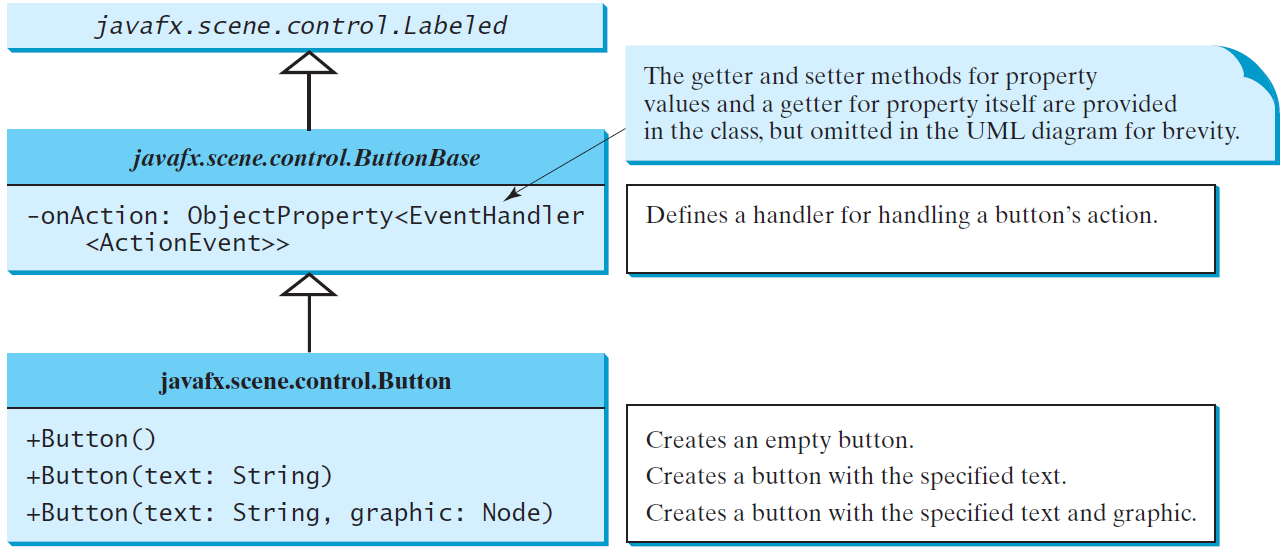 javafx.scene.control.Labeled
The getter and setter methods for property
values and a getter for property itself are provided
in the class, but omitted in the UML diagram for brevity.
javafx.scene.control.ButtonBase
-onAction: ObjectProperty<EventHandler
<ActionEvent>>
Defines a handler for handling a button’s action.
javafx.scene.control.Button
+Button()
Creates an empty button.
+Button(text: String)
Creates a button with the specified text.
+Button(text: String, graphic: Node)
Creates a button with the specified text and graphic.